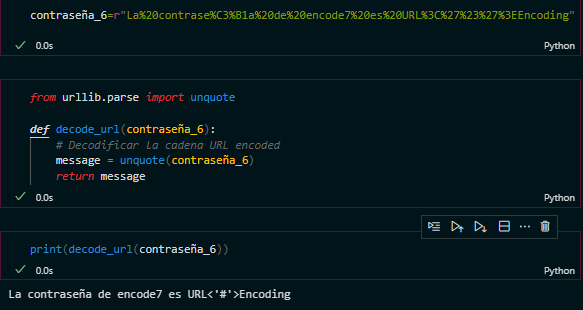 contraseña_6=r"La%20contrase%C3%B1a%20de%20encode7%20es%20URL%3C%27%23%27%3EEncoding"
0.0s
Python
from urllib.parse import unquote
def decode_url(contraseña_6):
# Decodificar la cadena URL encoded
message = unquote(contraseña_6)
return message
0.0s
Python
print(decode_url(contraseña_6))
0.0s
Python
La contraseña de encode7 es URL<'#'>Encoding